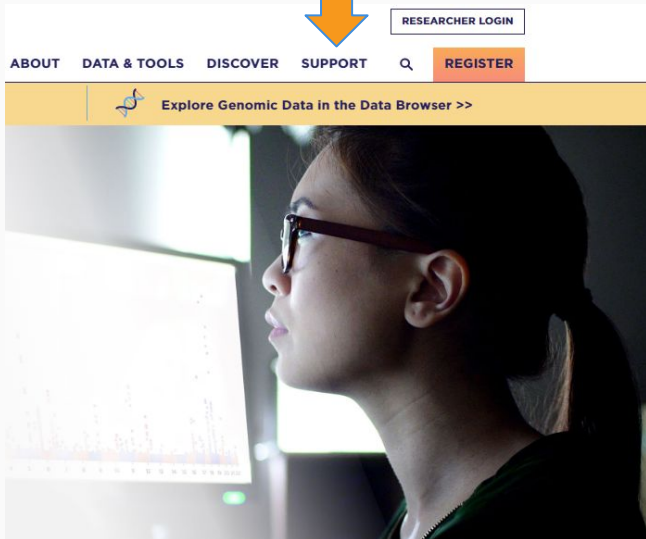 RESEARCHER LOGIN
ABOUT DATA & TOOLS DISCOVER SUPPORT REGISTER
Explore Genomic Data in the Data Browser >>